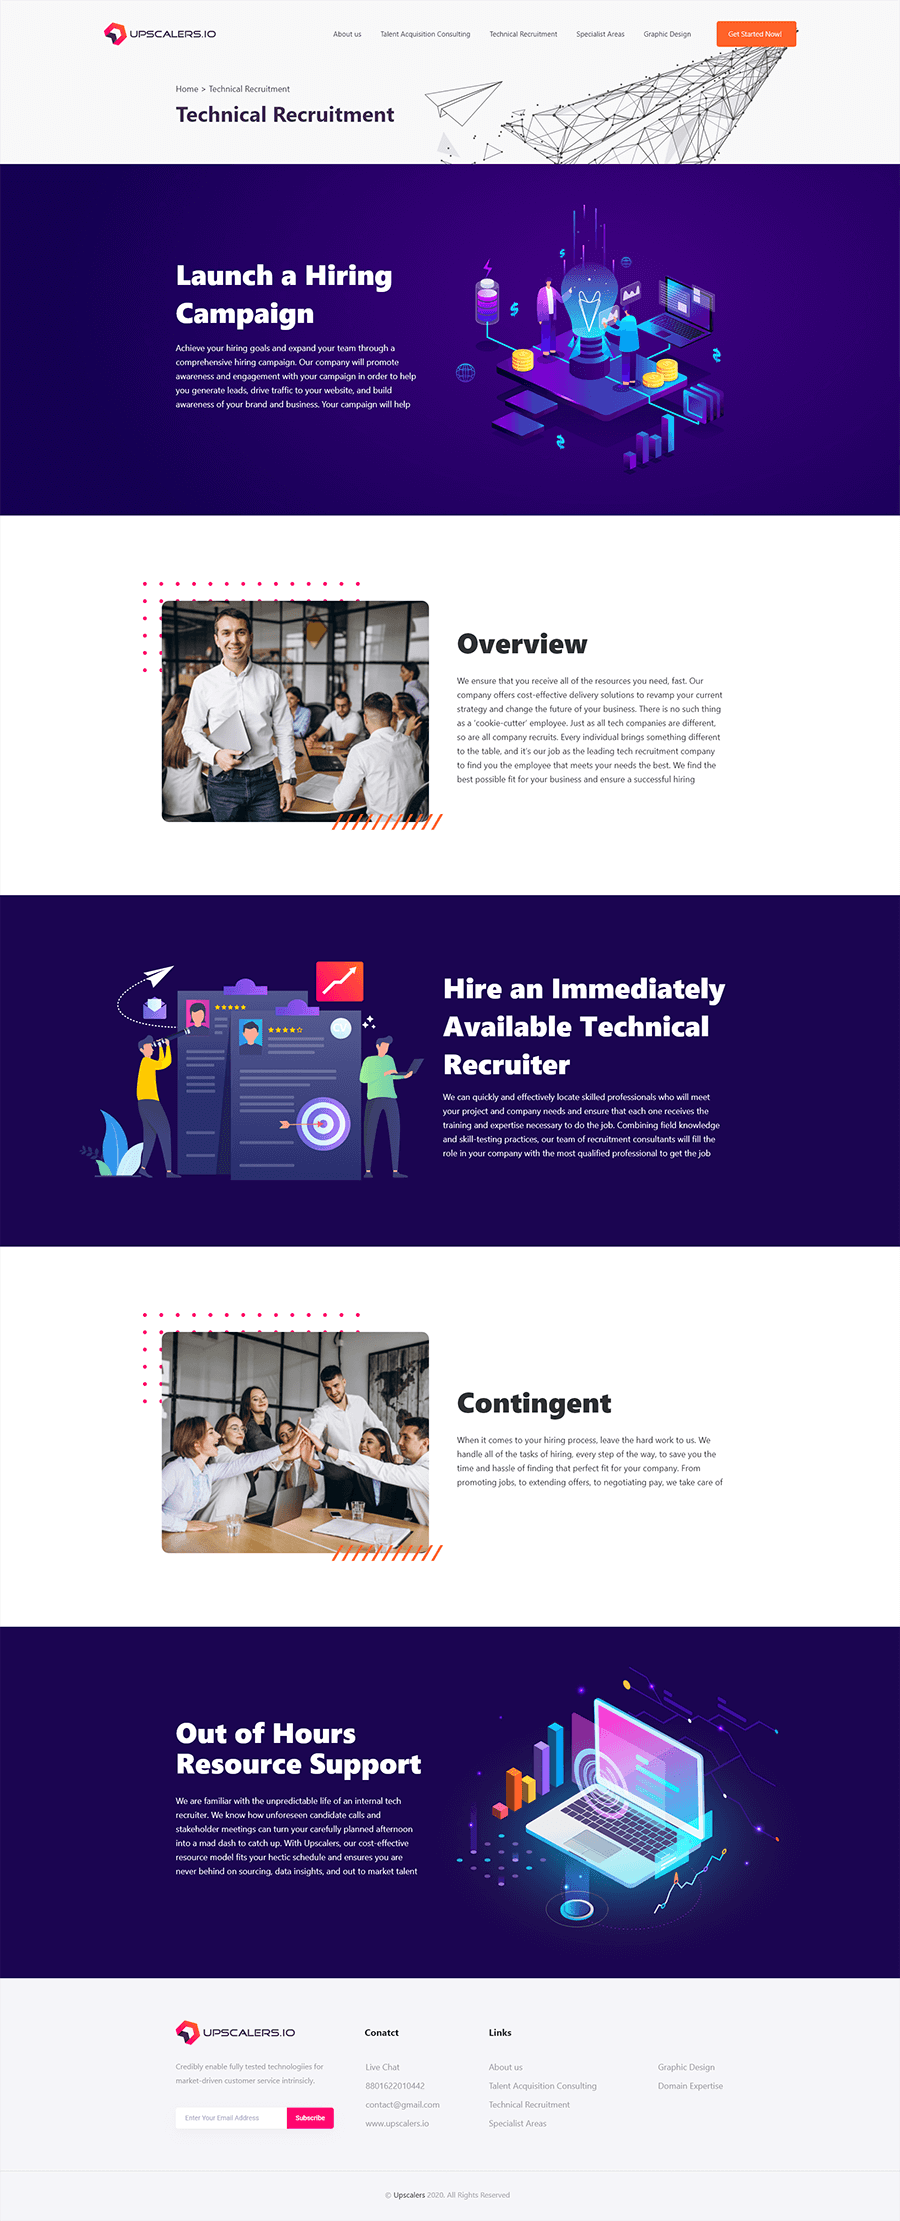 UPSCALERS.IO
About us
Talent Acquisition Consulting
Technical Recruitment
Specialist Areas
Graphic Design
Get Started Now!
Home > Technical Recruitment
Technical Recruitment
Launch a Hiring
Campaign
Achieve your hiring goals and expand your team through a
comprehensive hiring campaign. Our company will promote
awareness and engagement with your campaign in order to help
you generate leads, drive traffic to your website, and build
awareness of your brand and business. Your campaign will help
Overview
We ensure that you receive all of the resources you need, fast. Our
company offers cost-effective delivery solutions to revamp your current
strategy and change the future of your business. There is no such thing
as a 'cookie-cutter' employee. Just as all tech companies are different,
so are all company recruits. Every individual brings something different
to the table, and it's our job as the leading tech recruitment company
to find you the employee that meets your needs the best. We find the
best possible fit for your business and ensure a successful hiring
CV
Hire an Immediately
Available Technical
Recruiter
We can quickly and effectively locate skilled professionals who will meet
your project and company needs and ensure that each one receives the
training and expertise necessary to do the job. Combining field knowledge
and skill-testing practices, our team of recruitment consultants will fill the
role in your company with the most qualified professional to get the job
Contingent
When it comes to your hiring process, leave the hard work to us. We
handle all of the tasks of hiring, every step of the way, to save you the
time and hassle of finding that perfect fit for your company. From
promoting jobs, to extending offers, to negotiating pay, we take care of
Out of Hours
Resource Support
We are familiar with the unpredictable life of an internal tech
recruiter. We know how unforeseen candidate calls and
stakeholder meetings can turn your carefully planned afternoon
into a mad dash to catch up. With Upscalers, our cost-effective
resource model fits your hectic schedule and ensures you are
never behind on sourcing, data insights, and out to market talent
UPSCALERS.IO
Credibly enable fully tested technologiies for
market-driven customer service intrinsicly.
Enter Your Email Address
Subscribe
Conatct
Live Chat
8801622010442
contact@gmail.com
www.upscalers.io
Links
About us
Talent Acquisition Consulting
Technical Recruitment
Specialist Areas
Graphic Design
Domain Expertise
© Upscalers 2020. All Rights Reserved